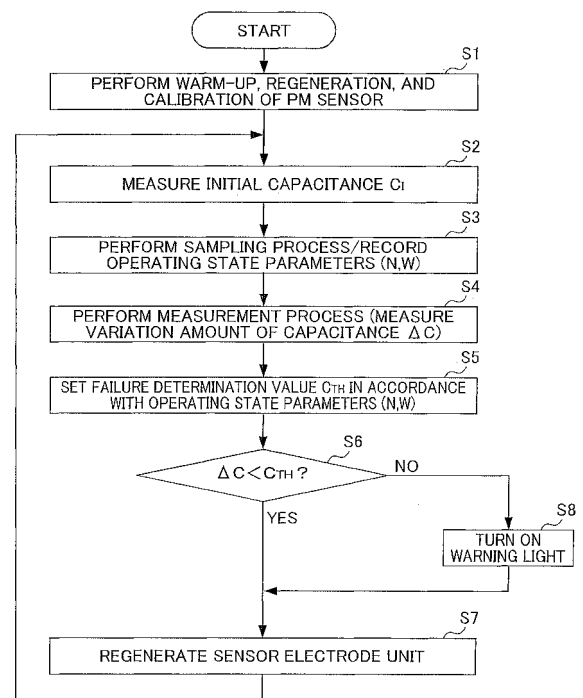 START
S1
PERFORM WARM-UP, REGENERATION, AND
CALIBRATION OF PM SENSOR
S2
MEASURE INITIAL CAPACITANCE CI
S3
PERFORM SAMPLING PROCESS/RECORD
OPERATING STATE PARAMETERS (N,W)
S4
PERFORM MEASUREMENT PROCESS (MEASURE
VARIATION AMOUNT OF CAPACITANCE ΔC)
S5
SET FAILURE DETERMINATION VALUE CTH IN ACCORDANCE
WITH OPERATING STATE PARAMETERS (N,W)
S6
ΔC<CTH?
NO
YES
S8
TURN ON
WARNING LIGHT
S7
REGENERATE SENSOR ELECTRODE UNIT